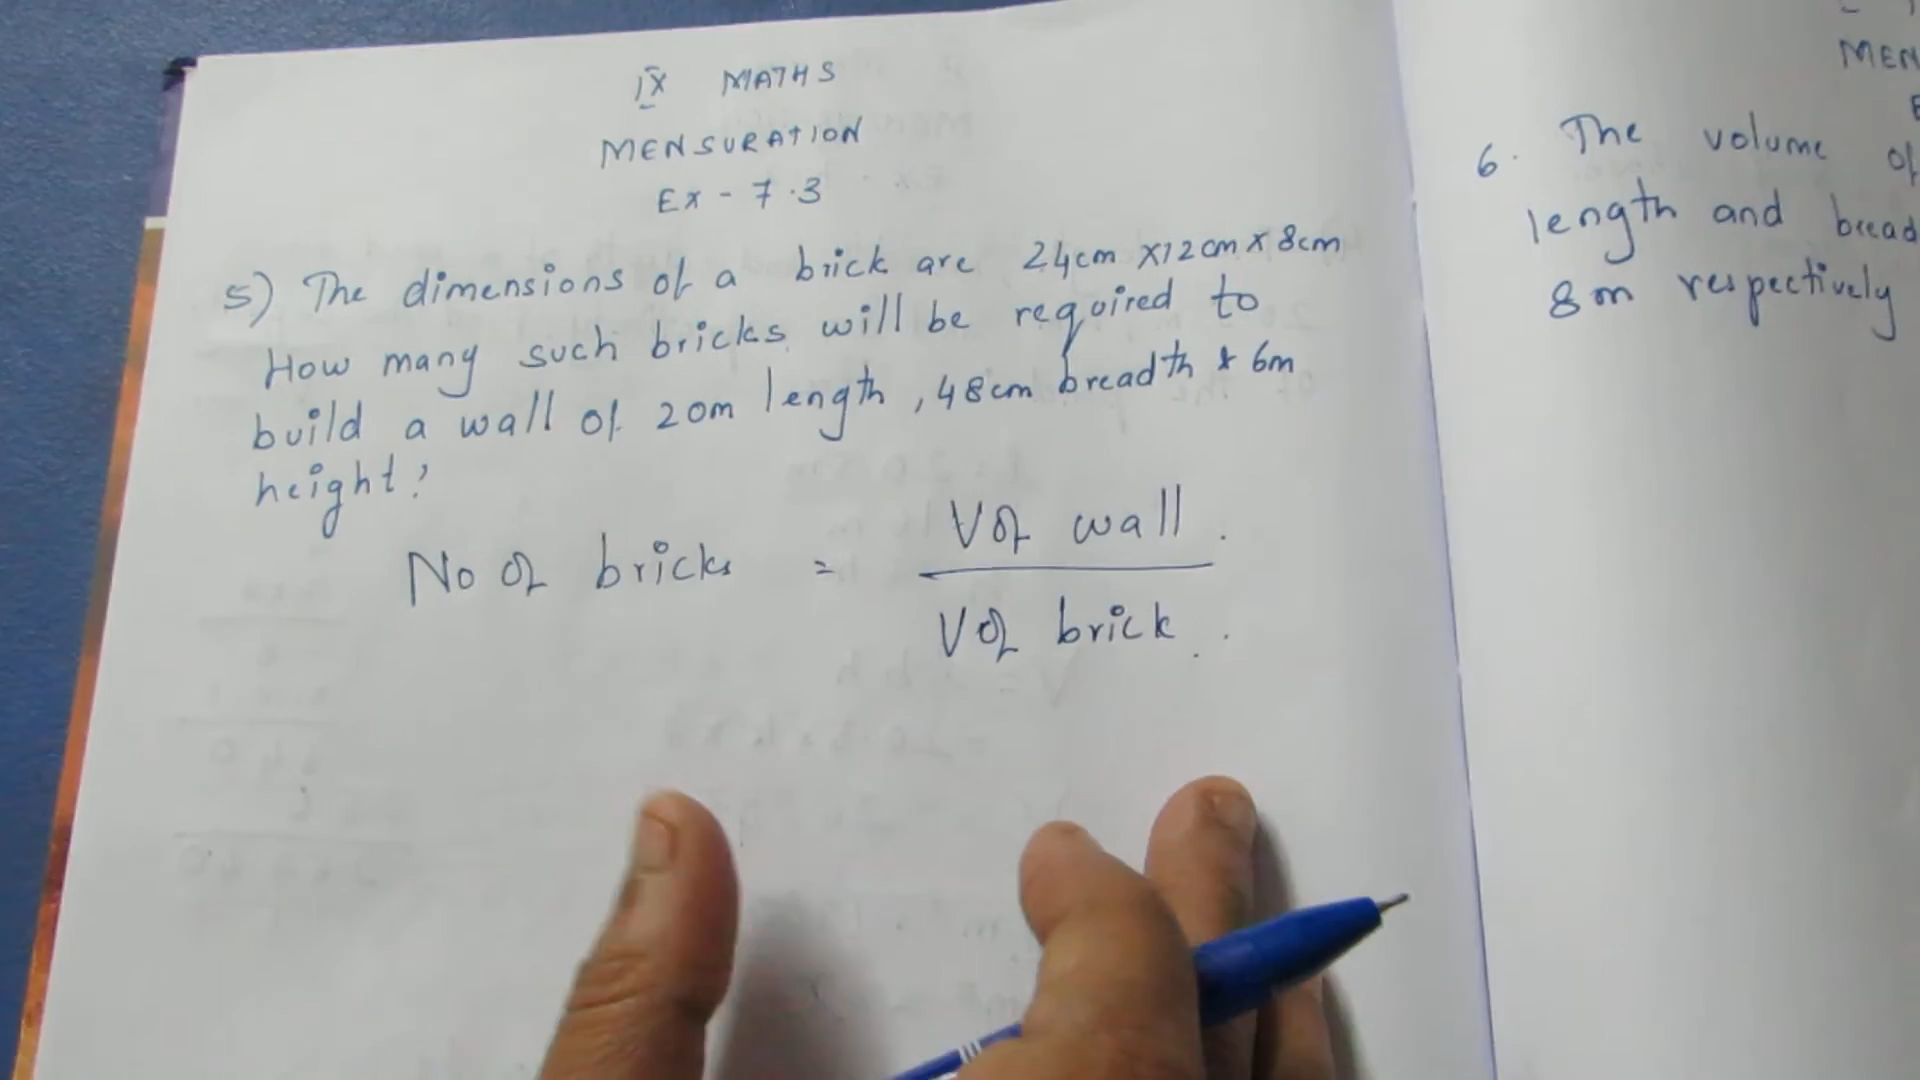 IX MATHS
MENSURATION
Ex - 7.3
5) The dimensions of a brick are 24cm x12cm x 8cm
How many such bricks will be required to
build a wall of 20m length, 48cm breadth & 6m
height?
No of bricks = V of wall
V of brick
MEN
6. The volume of
length and bread
8m respectively